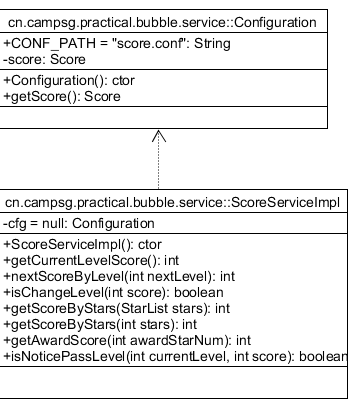 cn.campsg.practical.bubble.service::Configuration
+CONF_PATH = "score.conf": String
-score: Score
+Configuration(): ctor
+getScore(): Score
cn.campsg.practical.bubble.service::ScoreServiceImpl
-cfg = null: Configuration
+ScoreServiceImpl(): ctor
+getCurrentLevelScore(): int
+nextScoreByLevel(int nextLevel): int
+isChangeLevel(int score): boolean
+getScoreByStars(StarList stars): int
+getScoreByStars(int stars): int
+getAwardScore(int awardStarNum): int
+isNoticePassLevel(int currentLevel, int score): boolean